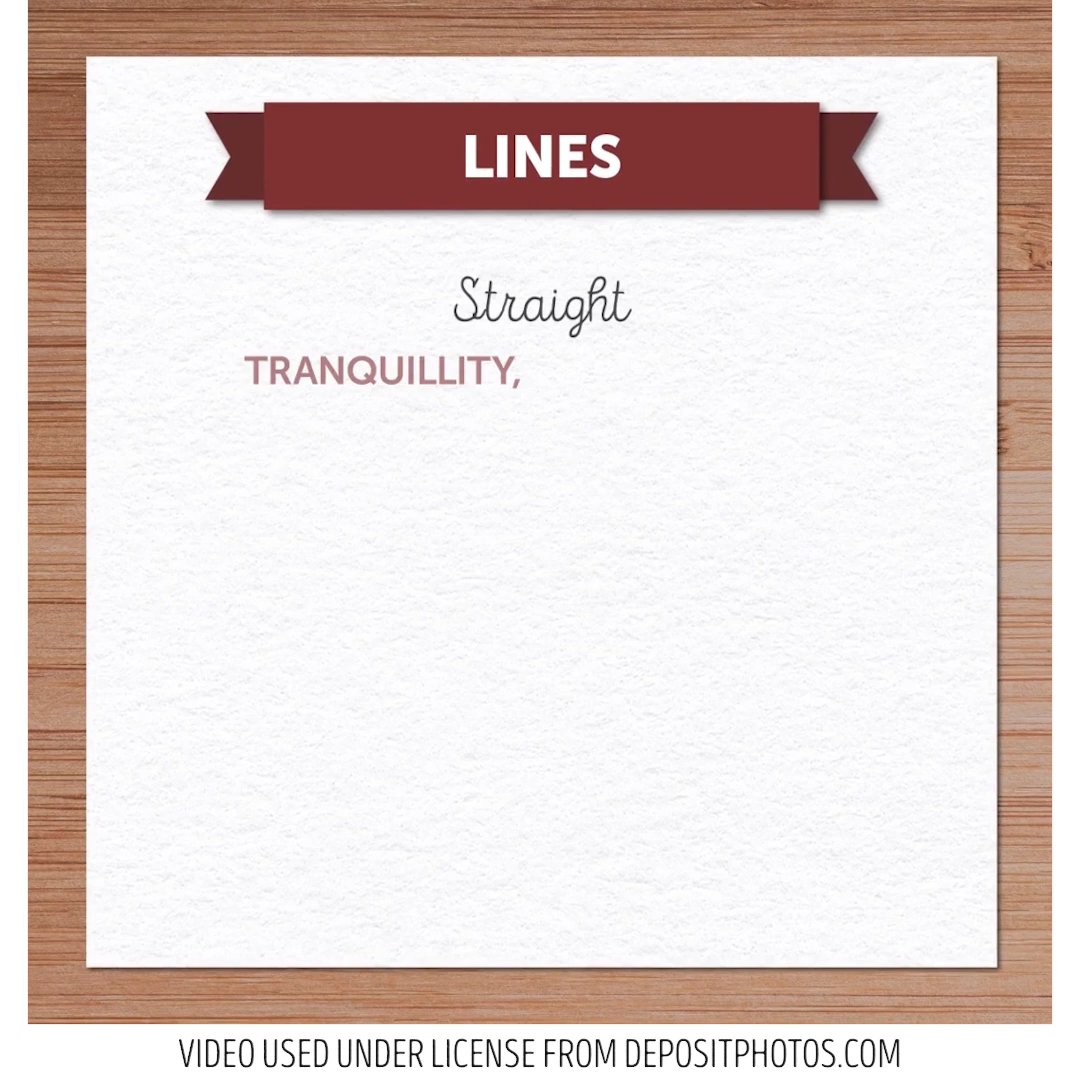 LINES
Straight
TRANQUILLITY,
VIDEO USED UNDER LICENSE FROM DEPOSITPHOTOS.COM